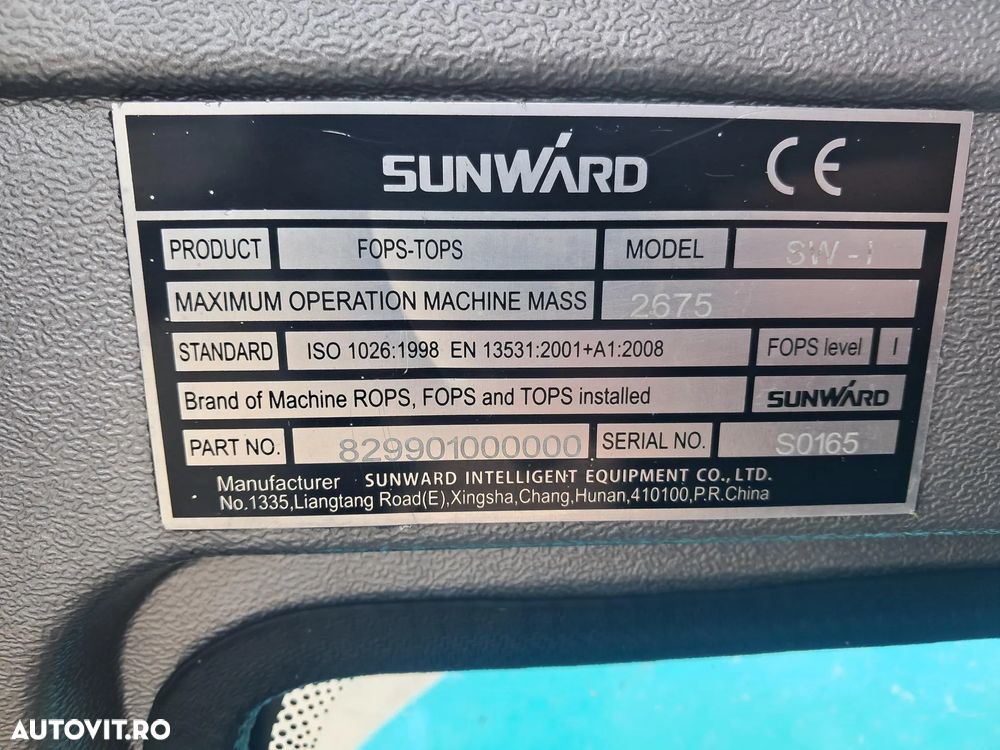 SUNWARD CE
PRODUCT FOPS-TOPS MODEL SW-1
MAXIMUM OPERATION MACHINE MASS 2675
STANDARD ISO 1026:1998 EN 13531:2001+A1:2008 FOPS level I
Brand of Machine ROPS, FOPS and TOPS installed SUNWARD
PART NO. 829901000000 SERIAL NO. S0165
Manufacturer SUNWARD INTELLIGENT EQUIPMENT CO., LTD.
No.1335,Liangtang Road(E),Xingsha,Chang,Hunan,410100,P.R.China
AUTOVIT.RO